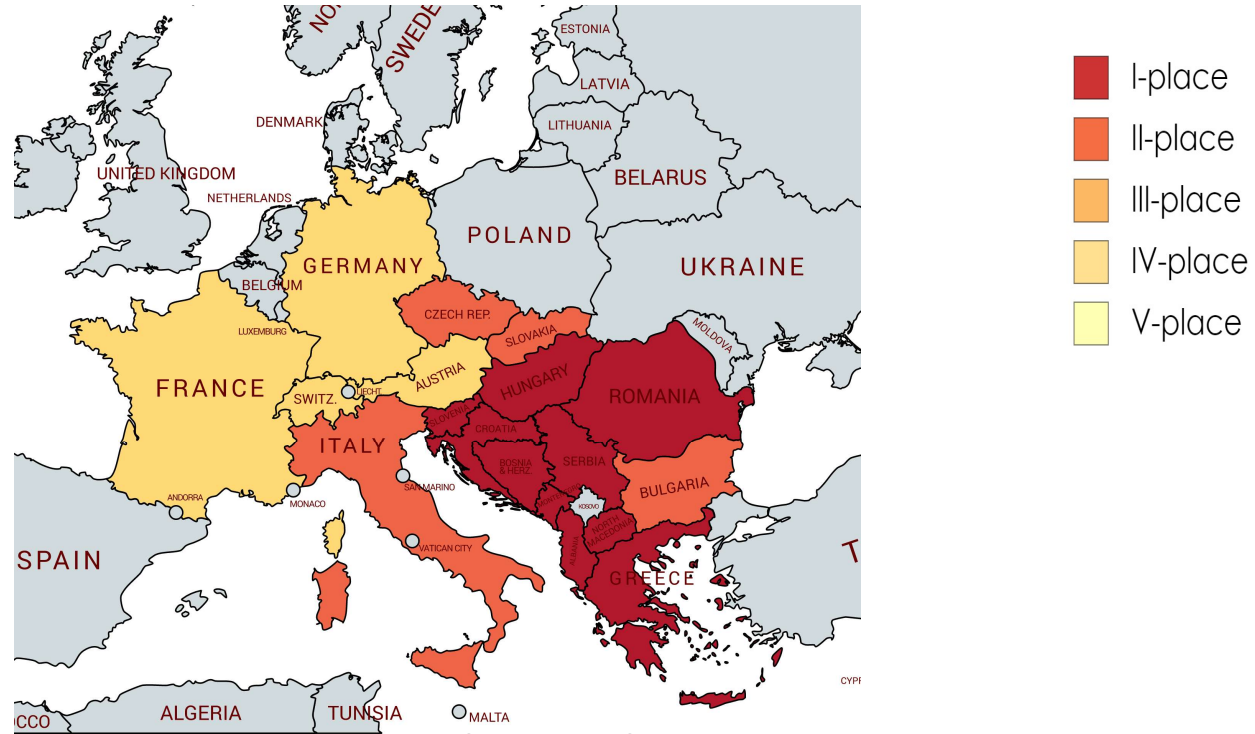 NO
SWEDE
ESTONIA
LATVIA
LITHUANIA
DENMARK
UNITED KINGDOM
NETHERLANDS
BELARUS
POLAND
GERMANY
BELGIUM
UKRAINE
LUXEMBURG
CZECH REP.
SLOVAKIA
MOLDOVA
FRANCE
SWITZ.
LIECHT.
AUSTRIA
HUNGARY
ROMANIA
SLOVENIA
CROATIA
ITALY
BOSNIA
& HERZ.
SERBIA
SAN MARINO
MONTENEGRO
BULGARIA
ANDORRA
MONACO
KOSOVO
NORTH
MACEDONIA
VATICAN CITY
ALBANIA
SPAIN
T
GREECE
CYPR
OCCO
ALGERIA
TUNISIA
MALTA
I-place
II-place
III-place
IV-place
V-place